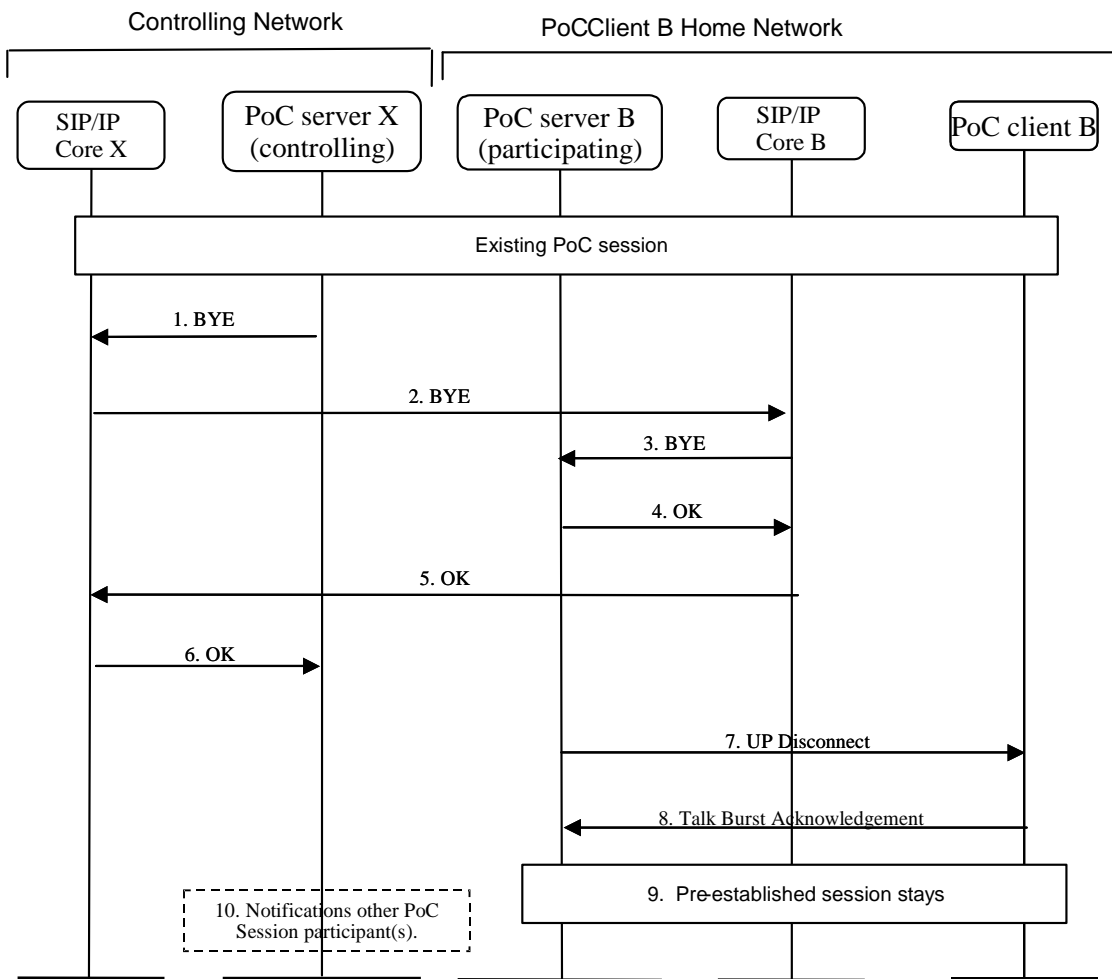 Controlling Network
PoCClient B Home Network
SIP/IP
Core X
PoC server X
(controlling)
PoC server B
(participating)
SIP/IP
Core B
PoC client B
Existing PoC session
1. BYE
2. BYE
3. BYE
4. OK
5. OK
6. OK
7. UP Disconnect
8. Talk Burst Acknowledgement
9. Pre-established session stays
10. Notifications other PoC
Session participant(s).